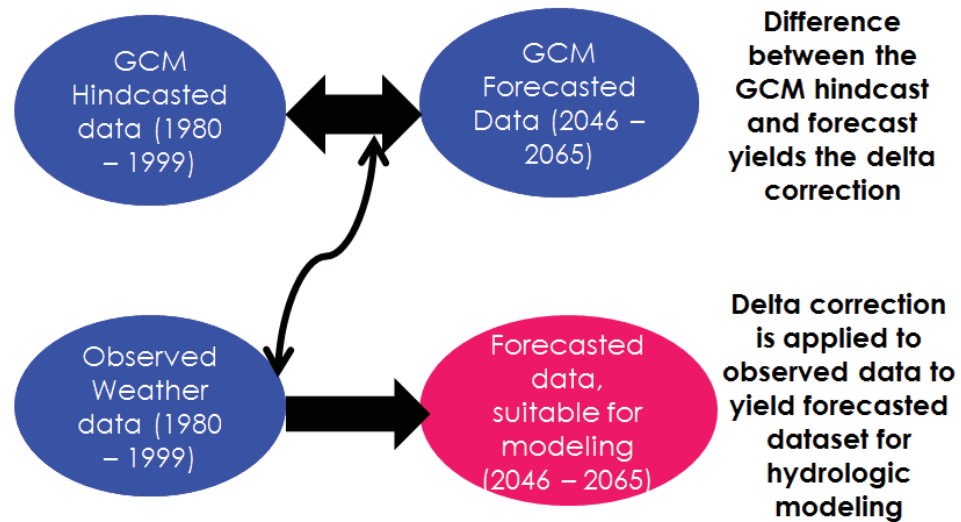 GCM
Hindcasted
data (1980
– 1999)
GCM
Forecasted
Data (2046 –
2065)
Difference
between the
GCM hindcast
and forecast
yields the delta
correction
Observed
Weather
data (1980
– 1999)
Forecasted
data,
suitable for
modeling
(2046 – 2065)
Delta correction
is applied to
observed data to
yield forecasted
dataset for
hydrologic
modeling